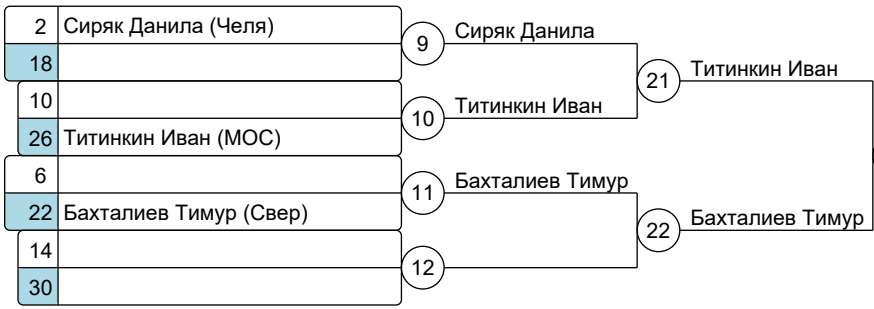 2 Сиряк Данила (Челя)
18
9 Сиряк Данила
10
26 Титинкин Иван (МОС)
10 Титинкин Иван
21 Титинкин Иван
6
22 Бахталиев Тимур (Свер)
11 Бахталиев Тимур
14
30
12
22 Бахталиев Тимур